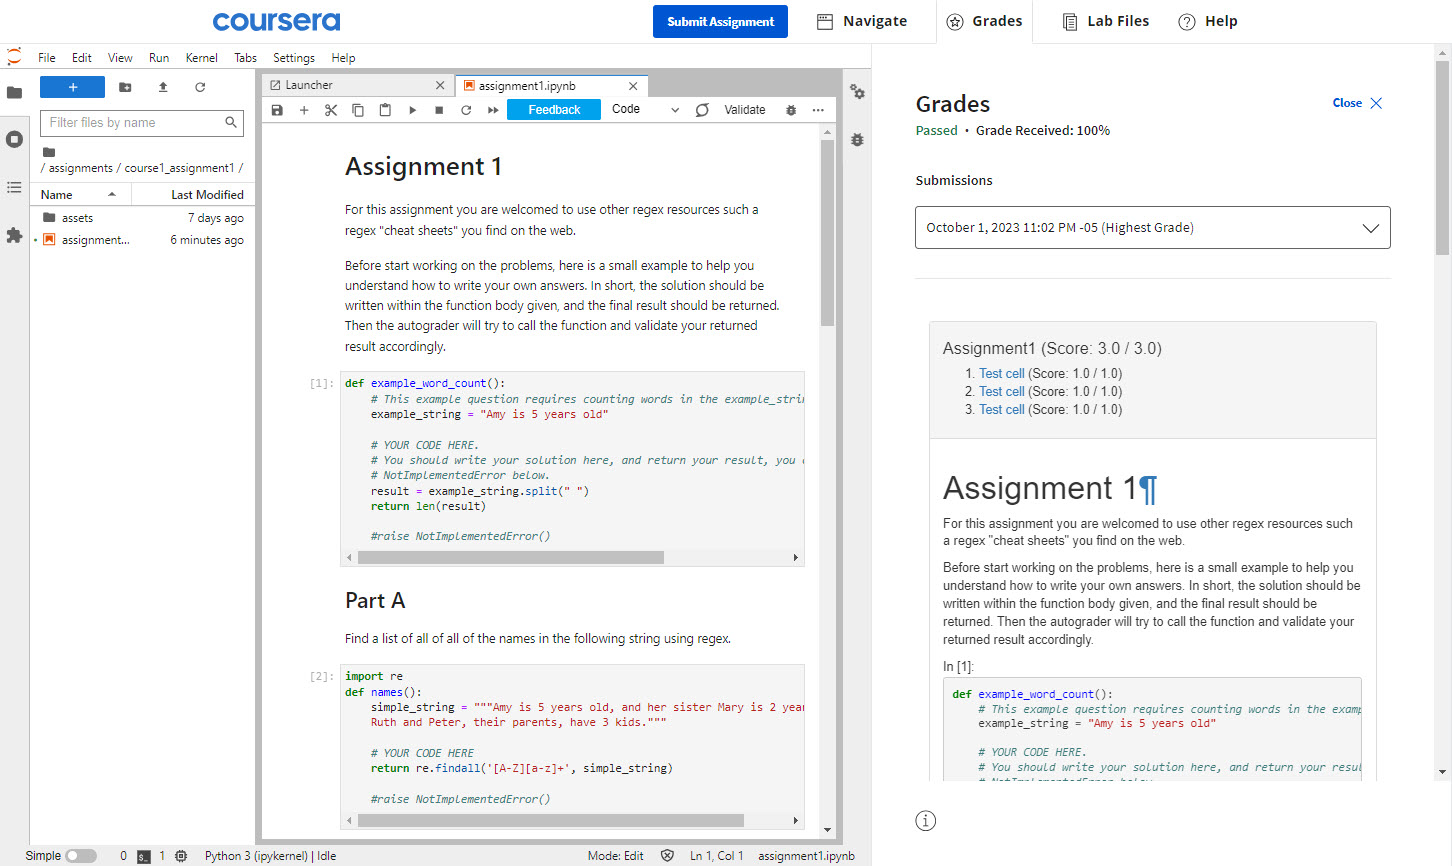 coursera
Submit Assignment
Navigate
Grades
Lab Files
Help
File Edit View Run Kernel Tabs Settings Help
+
Filter files by name
/ assignments / course1_assignment1 /
Name Last Modified
assets 7 days ago
assignment... 6 minutes ago
Launcher
assignment1.ipynb
Feedback Code Validate
Assignment 1
For this assignment you are welcomed to use other regex resources such a
regex "cheat sheets" you find on the web.
Before start working on the problems, here is a small example to help you
understand how to write your own answers. In short, the solution should be
written within the function body given, and the final result should be returned.
Then the autograder will try to call the function and validate your returned
result accordingly.
[1]: def example_word_count():
# This example question requires counting words in the example_strin
example_string = "Amy is 5 years old"
# YOUR CODE HERE.
# You should write your solution here, and return your result, you c
# NotImplementedError below.
result = example_string.split(" ")
return len(result)
#raise NotImplementedError()
Part A
Find a list of all of all of the names in the following string using regex.
[2]: import re
def names():
simple_string = """Amy is 5 years old, and her sister Mary is 2 year
Ruth and Peter, their parents, have 3 kids."""
# YOUR CODE HERE
return re.findall('[A-Z][a-z]+', simple_string)
#raise NotImplementedError()
Grades
Close
Passed • Grade Received: 100%
Submissions
October 1, 2023 11:02 PM -05 (Highest Grade)
Assignment1 (Score: 3.0 / 3.0)
1. Test cell (Score: 1.0 / 1.0)
2. Test cell (Score: 1.0 / 1.0)
3. Test cell (Score: 1.0 / 1.0)
Assignment 1¶
For this assignment you are welcomed to use other regex resources such
a regex "cheat sheets" you find on the web.
Before start working on the problems, here is a small example to help you
understand how to write your own answers. In short, the solution should be
written within the function body given, and the final result should be
returned. Then the autograder will try to call the function and validate your
returned result accordingly.
In [1]:
def example_word_count():
# This example question requires counting words in the examp
example_string = "Amy is 5 years old"
# YOUR CODE HERE.
# You should write your solution here, and return your resul
# NotImplementedError below.
Simple 0 1 Python 3 (ipykernel) | Idle Mode: Edit Ln 1, Col 1 assignment1.ipynb